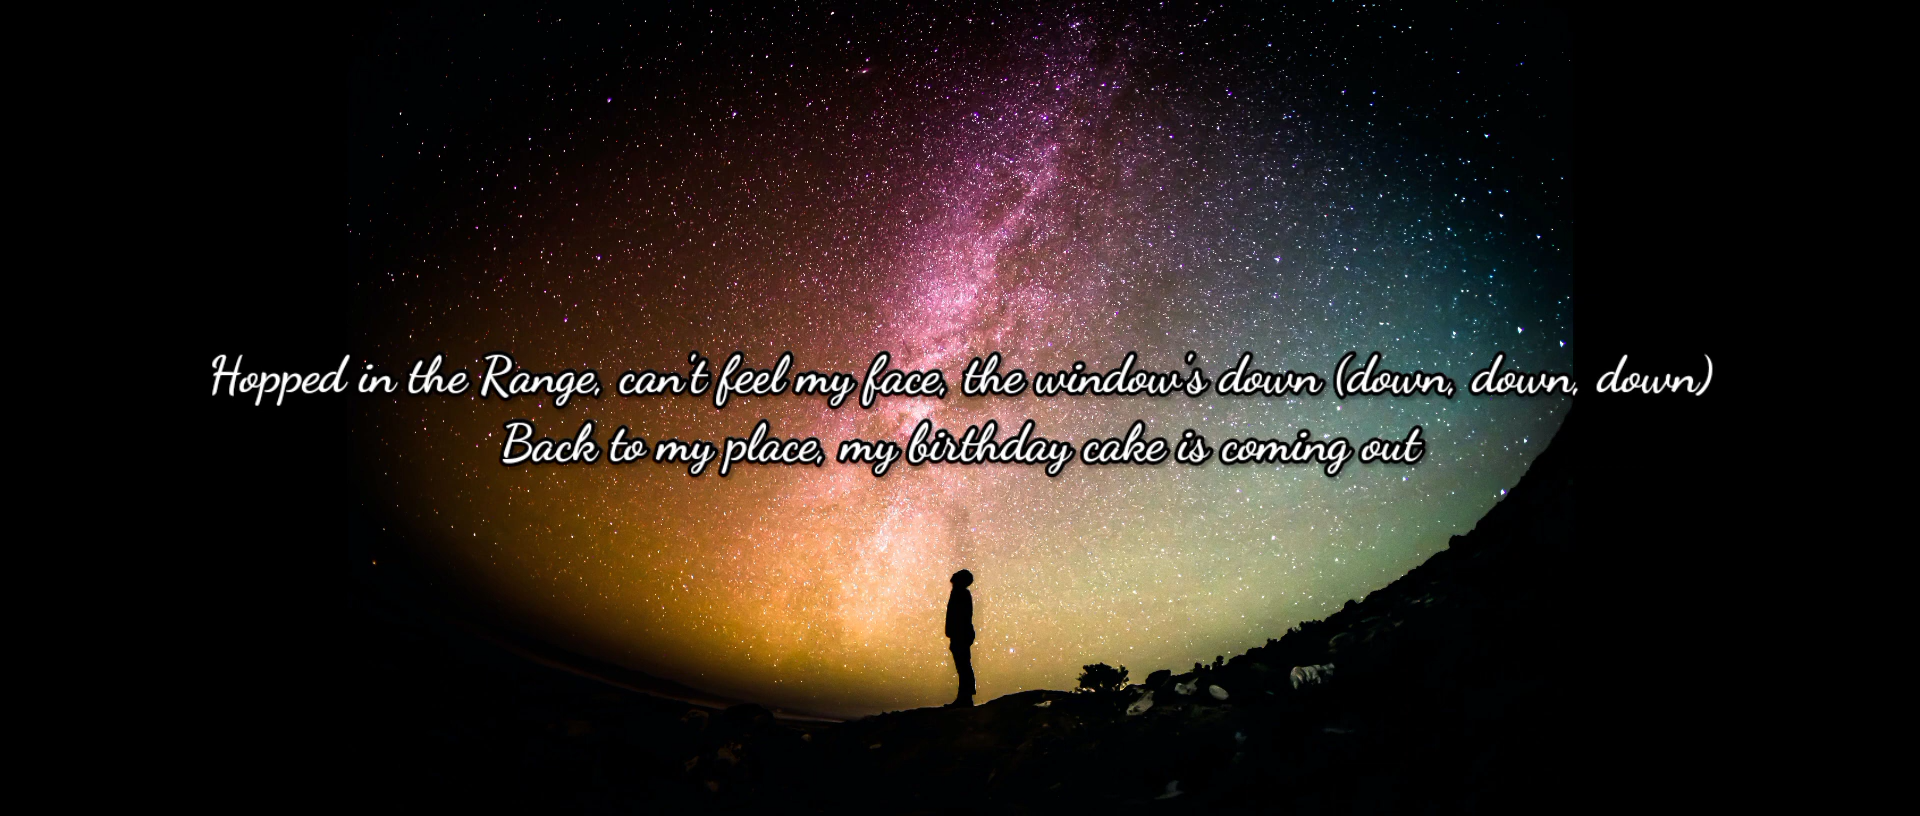 Hopped in the Range, can't feel my face, the window's down (down, down, down)
Back to my place, my birthday cake is coming out